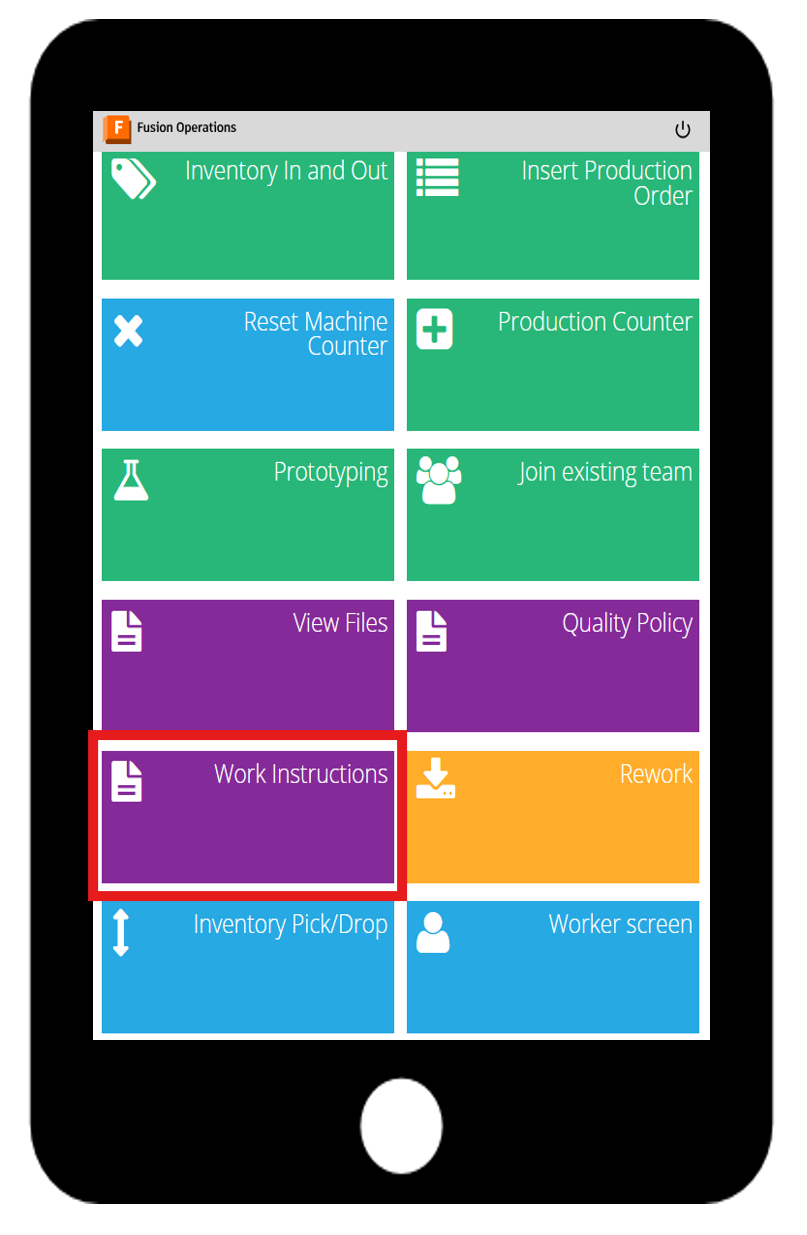 F Fusion Operations
Inventory In and Out
Insert Production
Order
Reset Machine
Counter
Production Counter
Prototyping
Join existing team
View Files
Quality Policy
Work Instructions
Rework
Inventory Pick/Drop
Worker screen